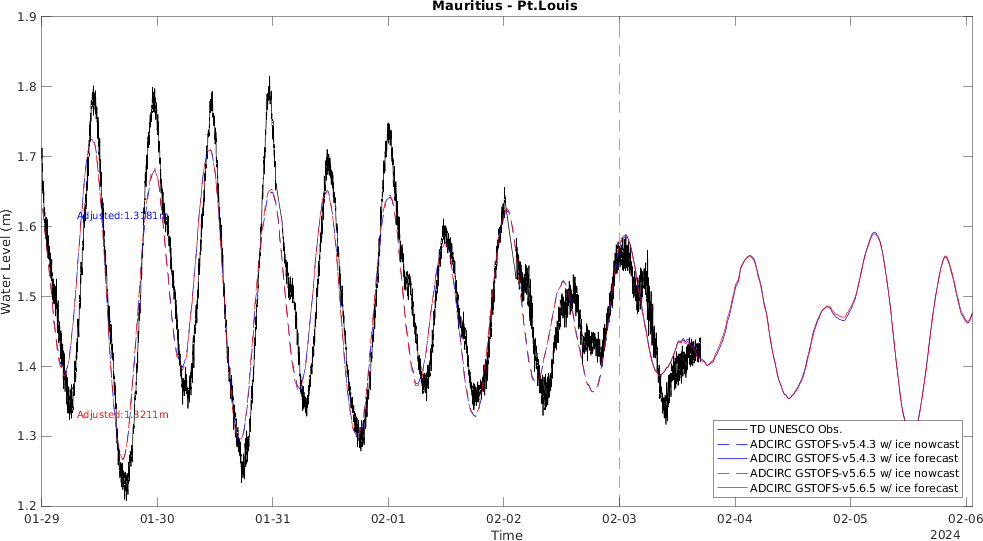 Mauritius - Pt.Louis
Water Level (m)
1.9
1.8
1.7
1.6
1.5
1.4
1.3
1.2
Adjusted:1.3381m
Adjusted:1.3211m
TD UNESCO Obs.
ADCIRC GSTOFS-v5.4.3 w/ ice nowcast
ADCIRC GSTOFS-v5.4.3 w/ ice forecast
ADCIRC GSTOFS-v5.6.5 w/ ice nowcast
ADCIRC GSTOFS-v5.6.5 w/ ice forecast
01-29 01-30 01-31 02-01 02-02 02-03 02-04 02-05 02-06
Time
2024